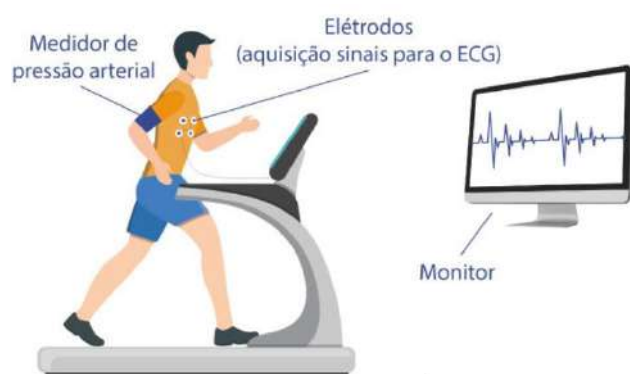 Medidor de
pressão arterial
Elétrodos
(aquisição sinais para o ECG)
Monitor